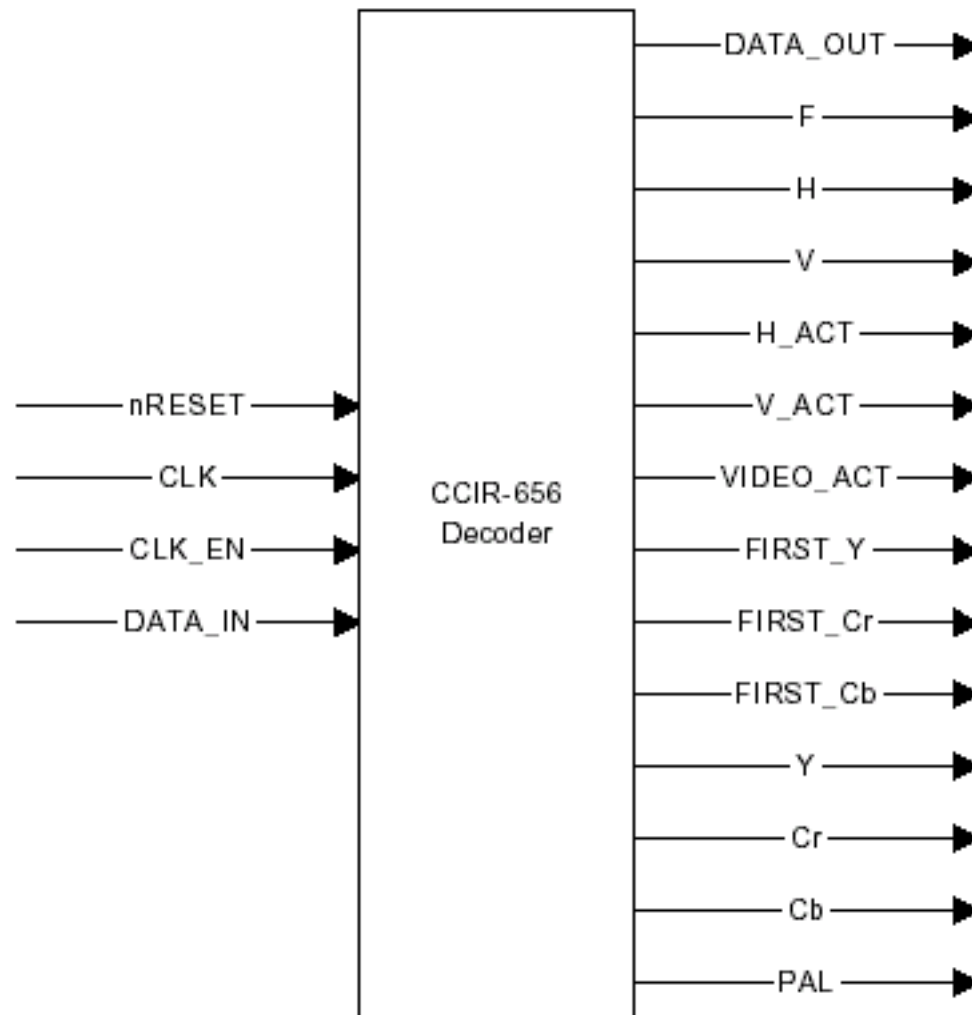 DATA_OUT
F
H
V
H_ACT
nRESET
V_ACT
CLK
CCIR-656
Decoder
VIDEO_ACT
CLK_EN
FIRST_Y
DATA_IN
FIRST_Cr
FIRST_Cb
Y
Cr
Cb
PAL